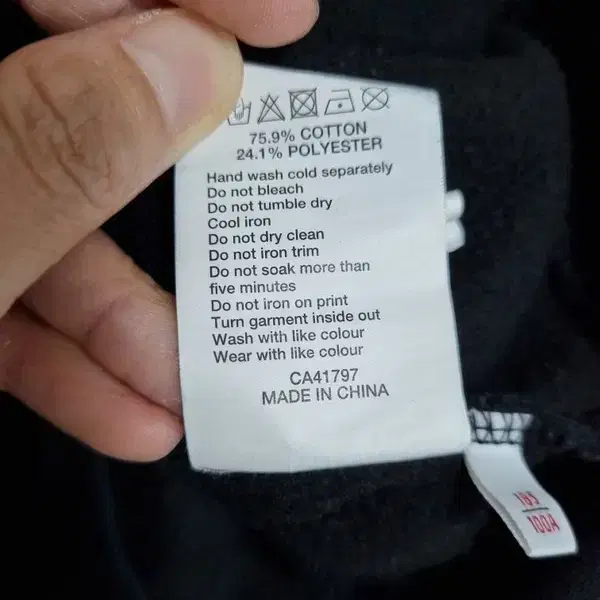 75.9% COTTON
24.1% POLYESTER
Hand wash cold separately
Do not bleach
Do not tumble dry
Cool iron
Do not dry clean
Do not iron trim
Do not soak more than
five minutes
Do not iron on print
Turn garment inside out
Wash with like colour
Wear with like colour
CA41797
MADE IN CHINA
185
100A